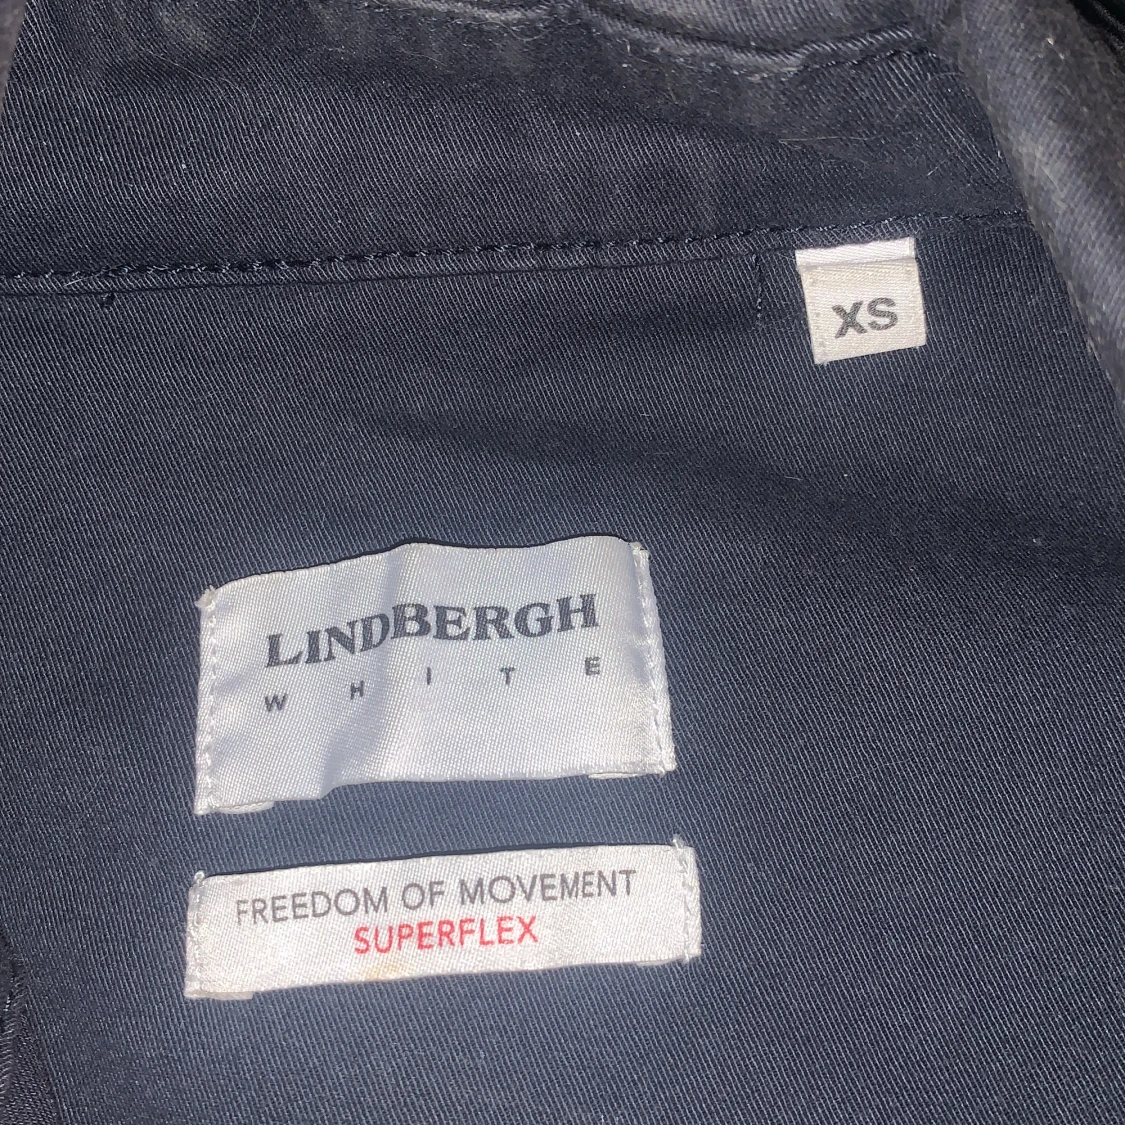 XS
LINDBERGH
WHITE
FREEDOM OF MOVEMENT
SUPERFLEX